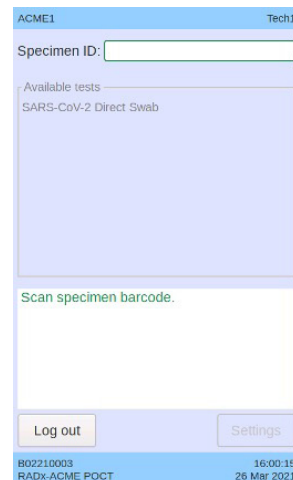 ACME1 Tech1
Specimen ID:
Available tests
SARS-CoV-2 Direct Swab
Scan specimen barcode.
Log out Settings
B02210003 16:00:15
RADx-ACME POCT 26 Mar 2021